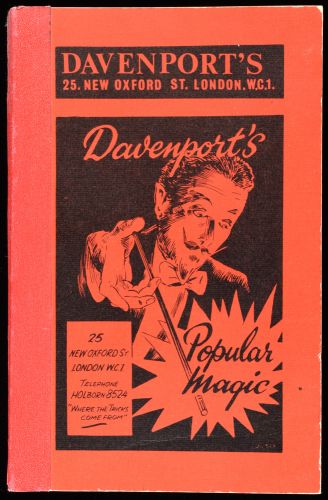 DAVENPORT'S
25. NEW OXFORD ST. LONDON. W.C.1.
Davenport's
25
NEW OXFORD ST
LONDON WC1
TELEPHONE
HOLBORN 8524
"WHERE THE TRICKS
COME FROM"
Popular
Magic